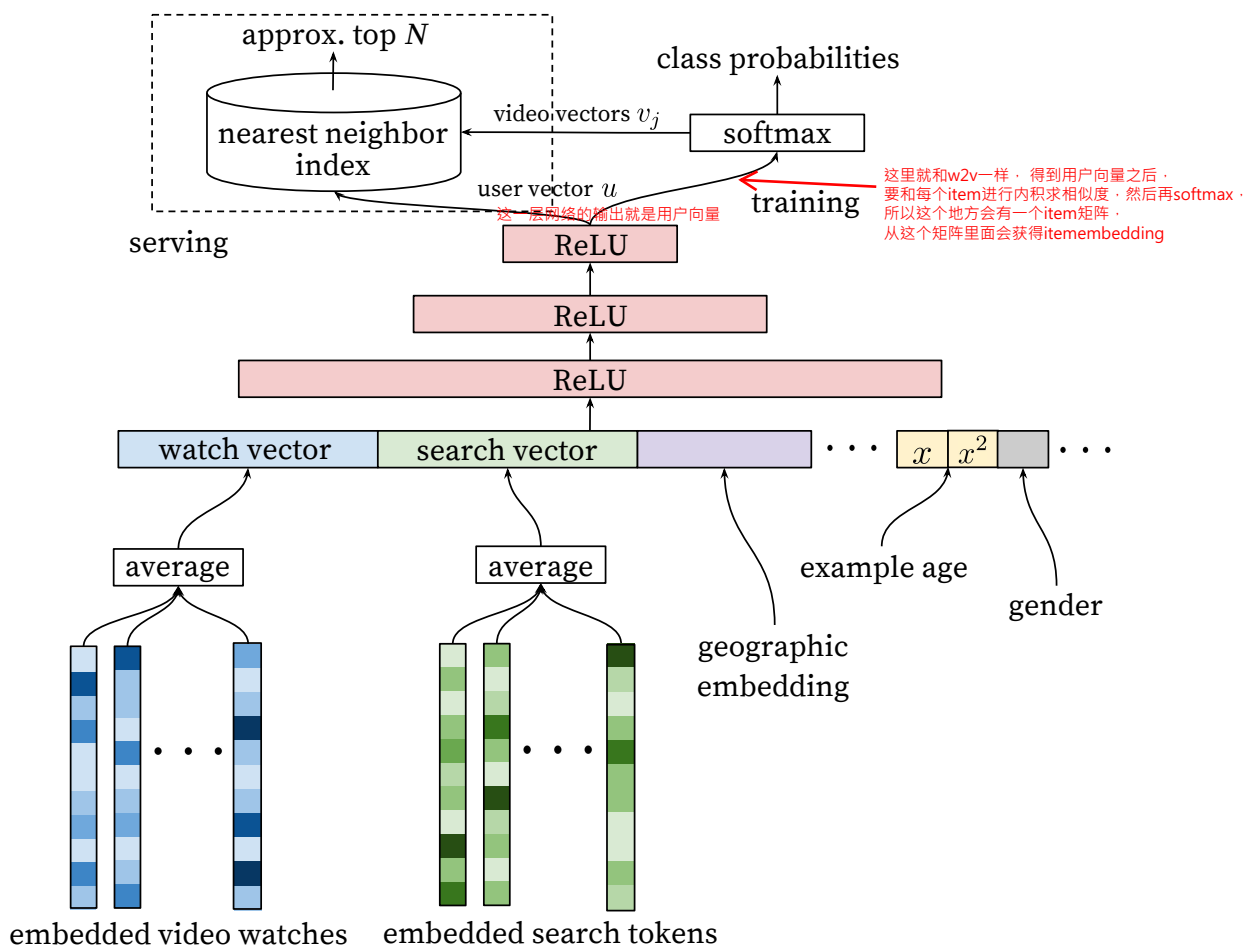 approx. top N
class probabilities
nearest neighbor
index
video vectors v_j
softmax
user vector u
这一层网络的输出就是用户向量
training
这里就和w2v一样，得到用户向量之后，
要和每个item进行内积求相似度，然后再softmax，
所以这个地方会有一个item矩阵，
从这个矩阵里面会获得itemembedding
serving
ReLU
ReLU
ReLU
watch vector
search vector
...
x
x²
...
average
average
example age
gender
geographic
embedding
...
...
embedded video watches
embedded search tokens